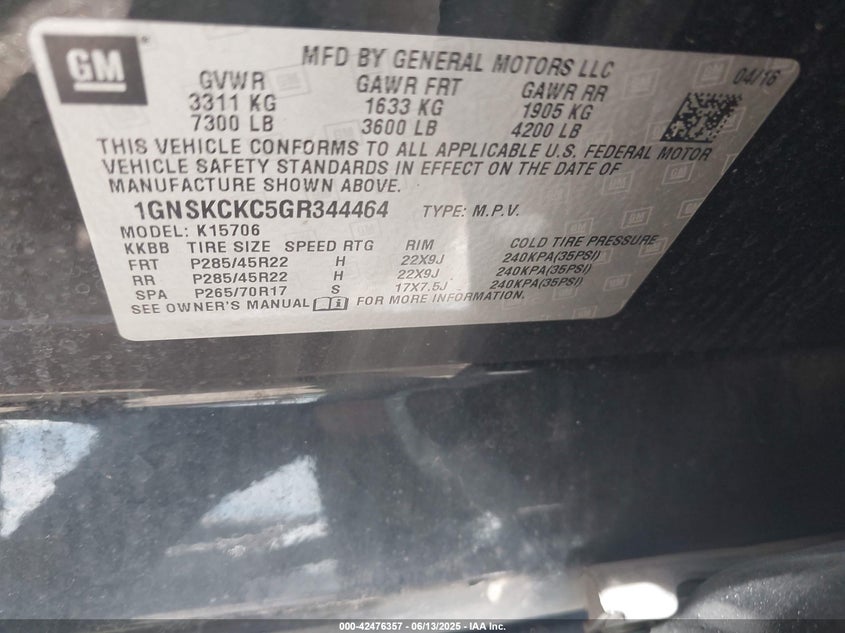 GM
MFD BY GENERAL MOTORS LLC
04/16
GVWR GAWR FRT GAWR RR
3311 KG 1633 KG 1905 KG
7300 LB 3600 LB 4200 LB
THIS VEHICLE CONFORMS TO ALL APPLICABLE U.S. FEDERAL MOTOR
VEHICLE SAFETY STANDARDS IN EFFECT ON THE DATE OF
MANUFACTURE SHOWN ABOVE.
1GNSKCKC5GR344464 TYPE: M.P.V.
MODEL: K15706
KKBB TIRE SIZE SPEED RTG RIM COLD TIRE PRESSURE
FRT P285/45R22 H 22X9J 240KPA(35PSI)
RR P285/45R22 H 22X9J 240KPA(35PSI)
SPA P265/70R17 S 17X7.5J 240KPA(35PSI)
SEE OWNER'S MANUAL i FOR MORE INFORMATION.
000-42476357 - 06/13/2025 - IAA Inc.